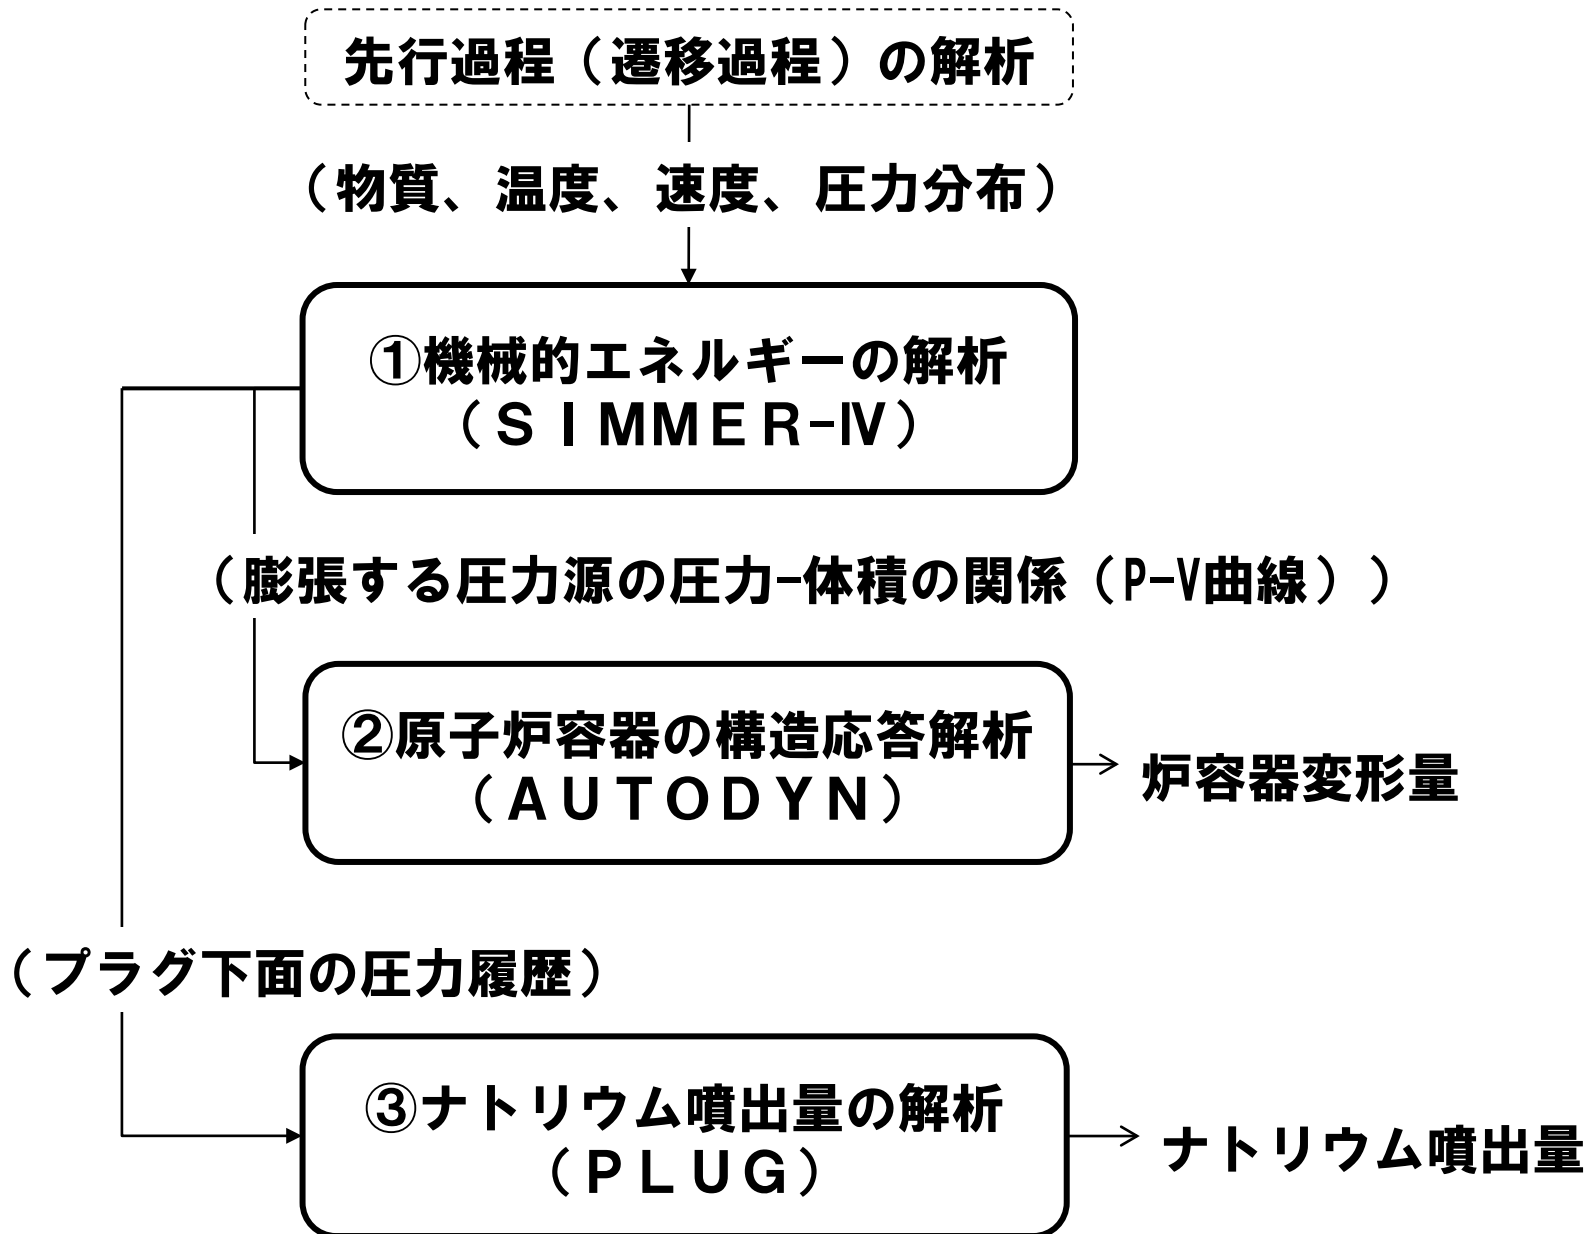 先行過程（遷移過程）の解析
（物質、温度、速度、圧力分布）
①機械的エネルギーの解析
（ＳＩＭＭＥＲ-Ⅳ）
（膨張する圧力源の圧力-体積の関係（P-V曲線））
②原子炉容器の構造応答解析
（ＡＵＴＯＤＹＮ）
炉容器変形量
（プラグ下面の圧力履歴）
③ナトリウム噴出量の解析
（ＰＬＵＧ）
ナトリウム噴出量